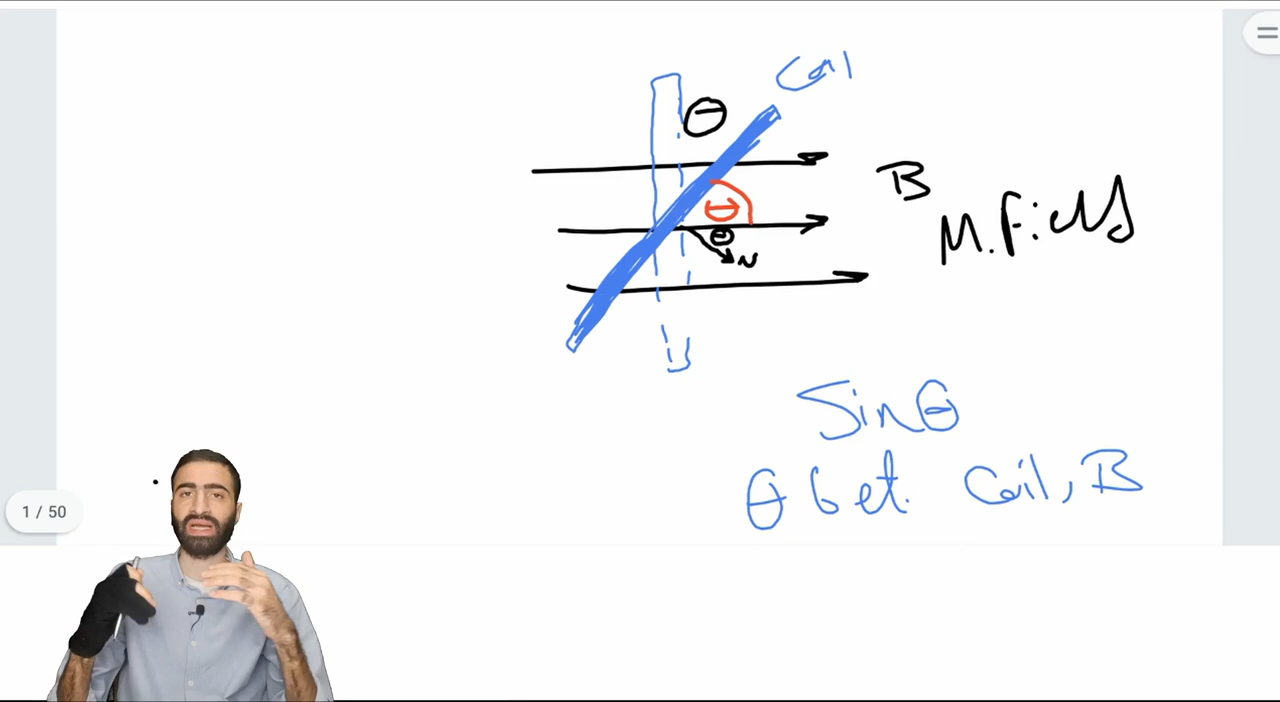 Coil
θ
B
M. Field
θ
θ
N
Sinθ
θ bet. Coil, B
1 / 50